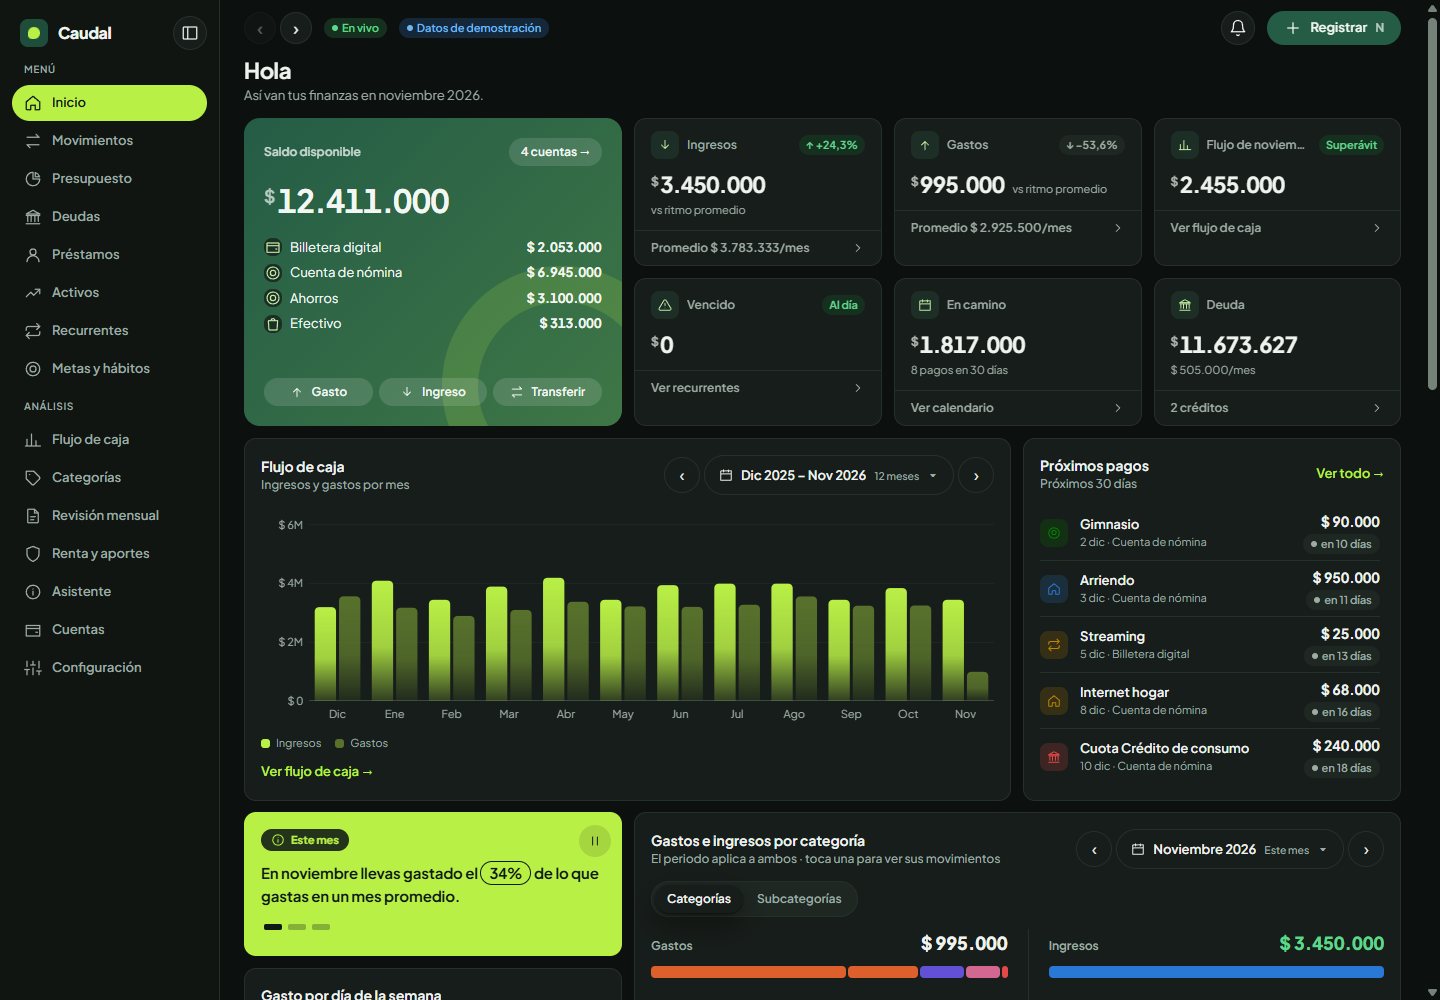 Caudal
MENÚ
Inicio
Movimientos
Presupuesto
Deudas
Préstamos
Activos
Recurrentes
Metas y hábitos
ANÁLISIS
Flujo de caja
Categorías
Revisión mensual
Renta y aportes
Asistente
Cuentas
Configuración
En vivo
Datos de demostración
Registrar N
Hola
Así van tus finanzas en noviembre 2026.
Saldo disponible
4 cuentas →
$12.411.000
Billetera digital $ 2.053.000
Cuenta de nómina $ 6.945.000
Ahorros $ 3.100.000
Efectivo $ 313.000
Gasto
Ingreso
Transferir
Ingresos
↑ +24,3%
$3.450.000
vs ritmo promedio
Promedio $ 3.783.333/mes
Gastos
↓ −53,6%
$995.000 vs ritmo promedio
Promedio $ 2.925.500/mes
Flujo de noviem...
Superávit
$2.455.000
Ver flujo de caja
Vencido
Al día
$0
Ver recurrentes
En camino
$1.817.000
8 pagos en 30 días
Ver calendario
Deuda
$11.673.627
$ 505.000/mes
2 créditos
Flujo de caja
Ingresos y gastos por mes
Dic 2025 – Nov 2026 12 meses
$ 6M
$ 4M
$ 2M
$ 0
Dic Ene Feb Mar Abr May Jun Jul Ago Sep Oct Nov
Ingresos Gastos
Ver flujo de caja →
Próximos pagos
Próximos 30 días
Ver todo →
Gimnasio $ 90.000
2 dic · Cuenta de nómina en 10 días
Arriendo $ 950.000
3 dic · Cuenta de nómina en 11 días
Streaming $ 25.000
5 dic · Billetera digital en 13 días
Internet hogar $ 68.000
8 dic · Cuenta de nómina en 16 días
Cuota Crédito de consumo $ 240.000
10 dic · Cuenta de nómina en 18 días
Este mes
En noviembre llevas gastado el 34% de lo que
gastas en un mes promedio.
Gasto por día de la semana
Gastos e ingresos por categoría
El periodo aplica a ambos · toca una para ver sus movimientos
Noviembre 2026 Este mes
Categorías Subcategorías
Gastos $ 995.000
Ingresos $ 3.450.000